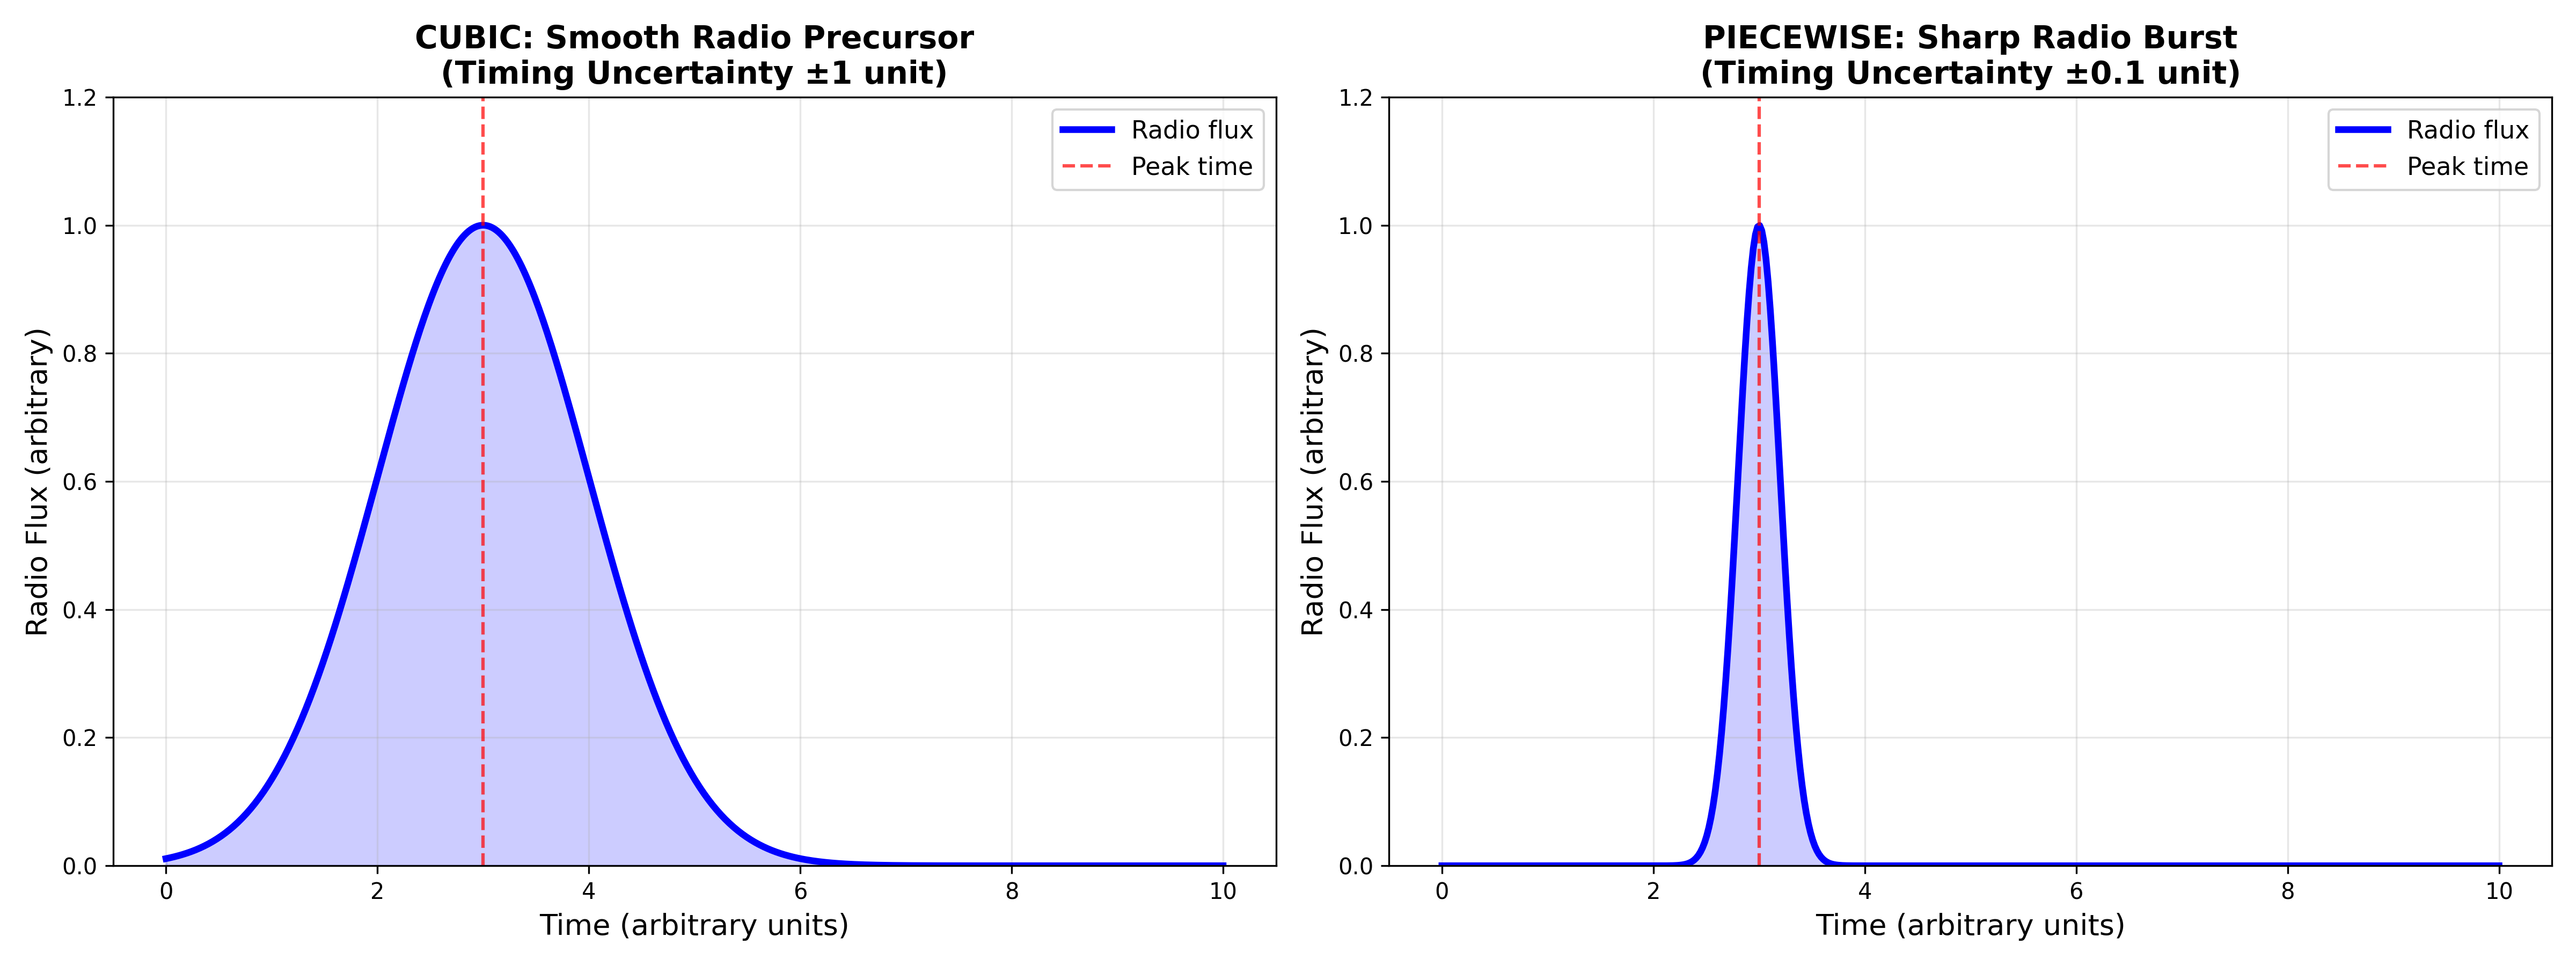 CUBIC: Smooth Radio Precursor
(Timing Uncertainty ±1 unit)
Radio flux
Peak time
1.2
1.0
0.8
0.6
0.4
0.2
0.0
Radio Flux (arbitrary)
0 2 4 6 8 10
Time (arbitrary units)
PIECEWISE: Sharp Radio Burst
(Timing Uncertainty ±0.1 unit)
Radio flux
Peak time
1.2
1.0
0.8
0.6
0.4
0.2
0.0
Radio Flux (arbitrary)
0 2 4 6 8 10
Time (arbitrary units)